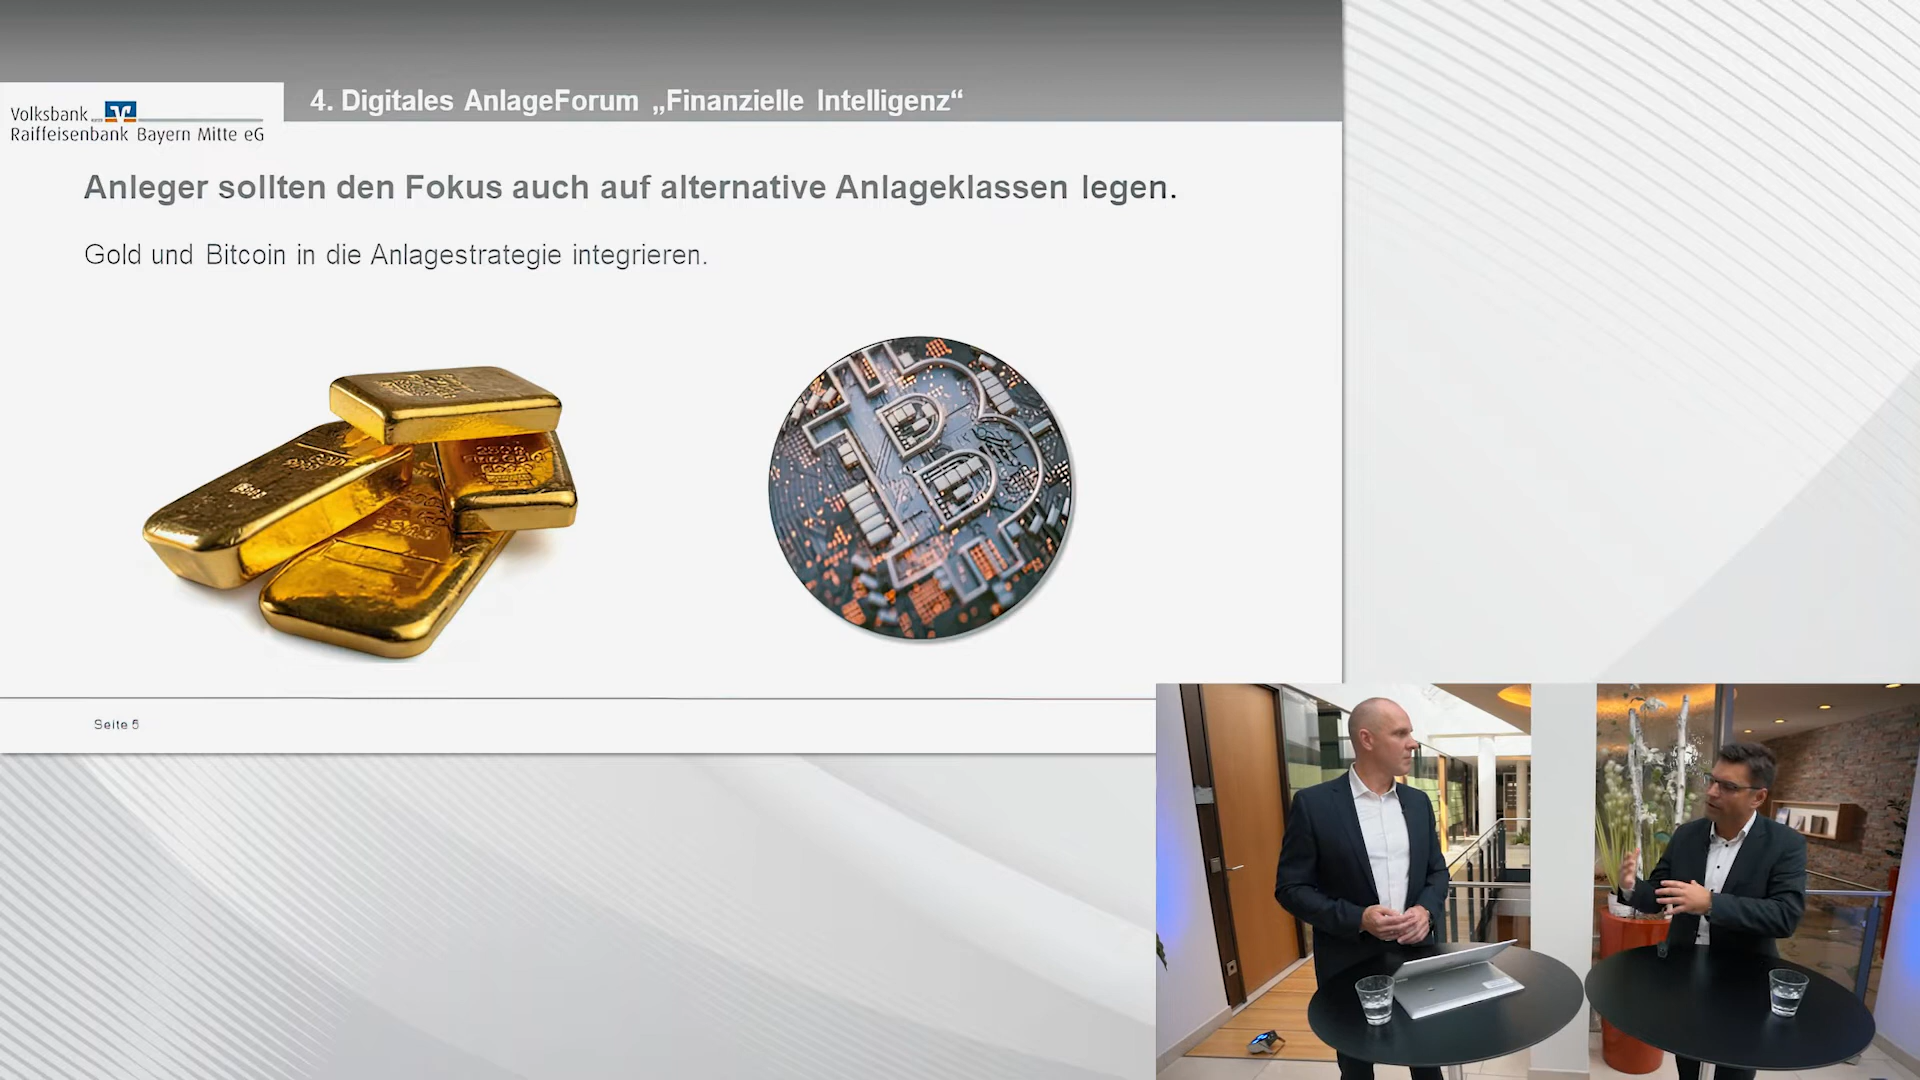 4. Digitales AnlageForum „Finanzielle Intelligenz“
Volksbank
Raiffeisenbank Bayern Mitte eG
Anleger sollten den Fokus auch auf alternative Anlageklassen legen.
Gold und Bitcoin in die Anlagestrategie integrieren.
Seite 5